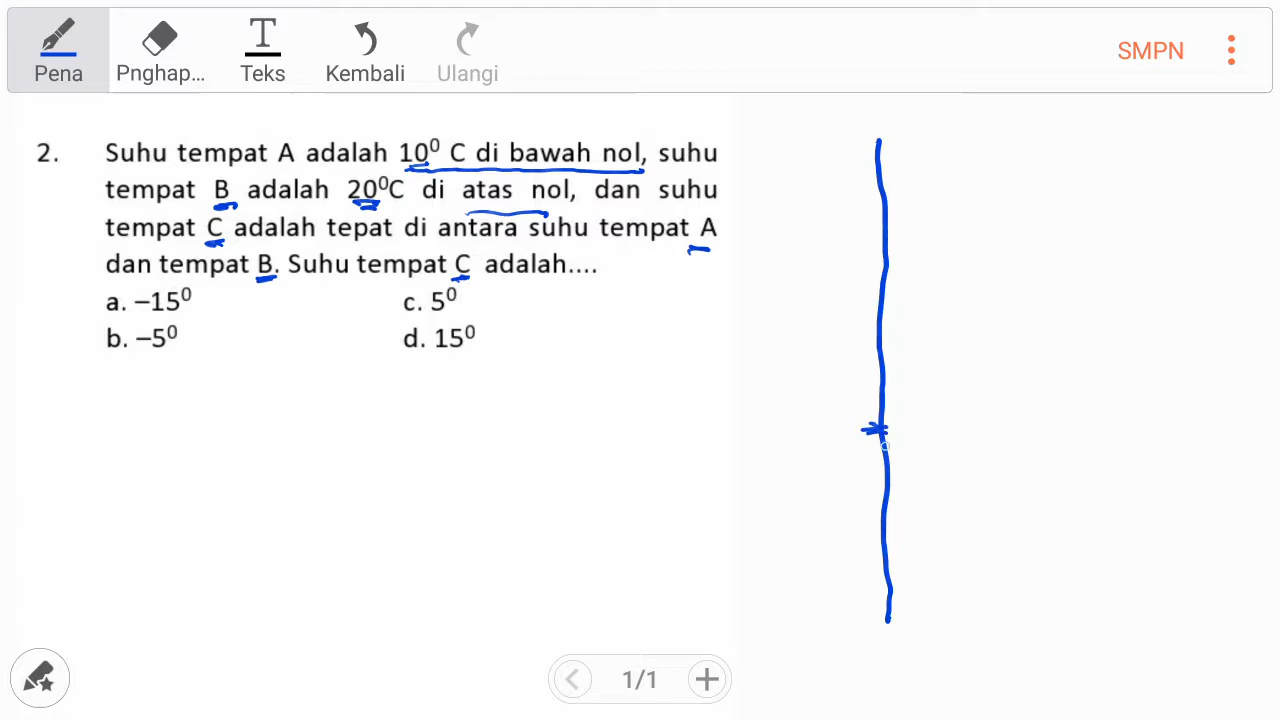 Pena
Pnghap...
Teks
Kembali
Ulangi
SMPN
2. Suhu tempat A adalah 10⁰ C di bawah nol, suhu
tempat B adalah 20⁰C di atas nol, dan suhu
tempat C adalah tepat di antara suhu tempat A
dan tempat B. Suhu tempat C adalah....
a. –15⁰ c. 5⁰
b. –5⁰ d. 15⁰
1/1